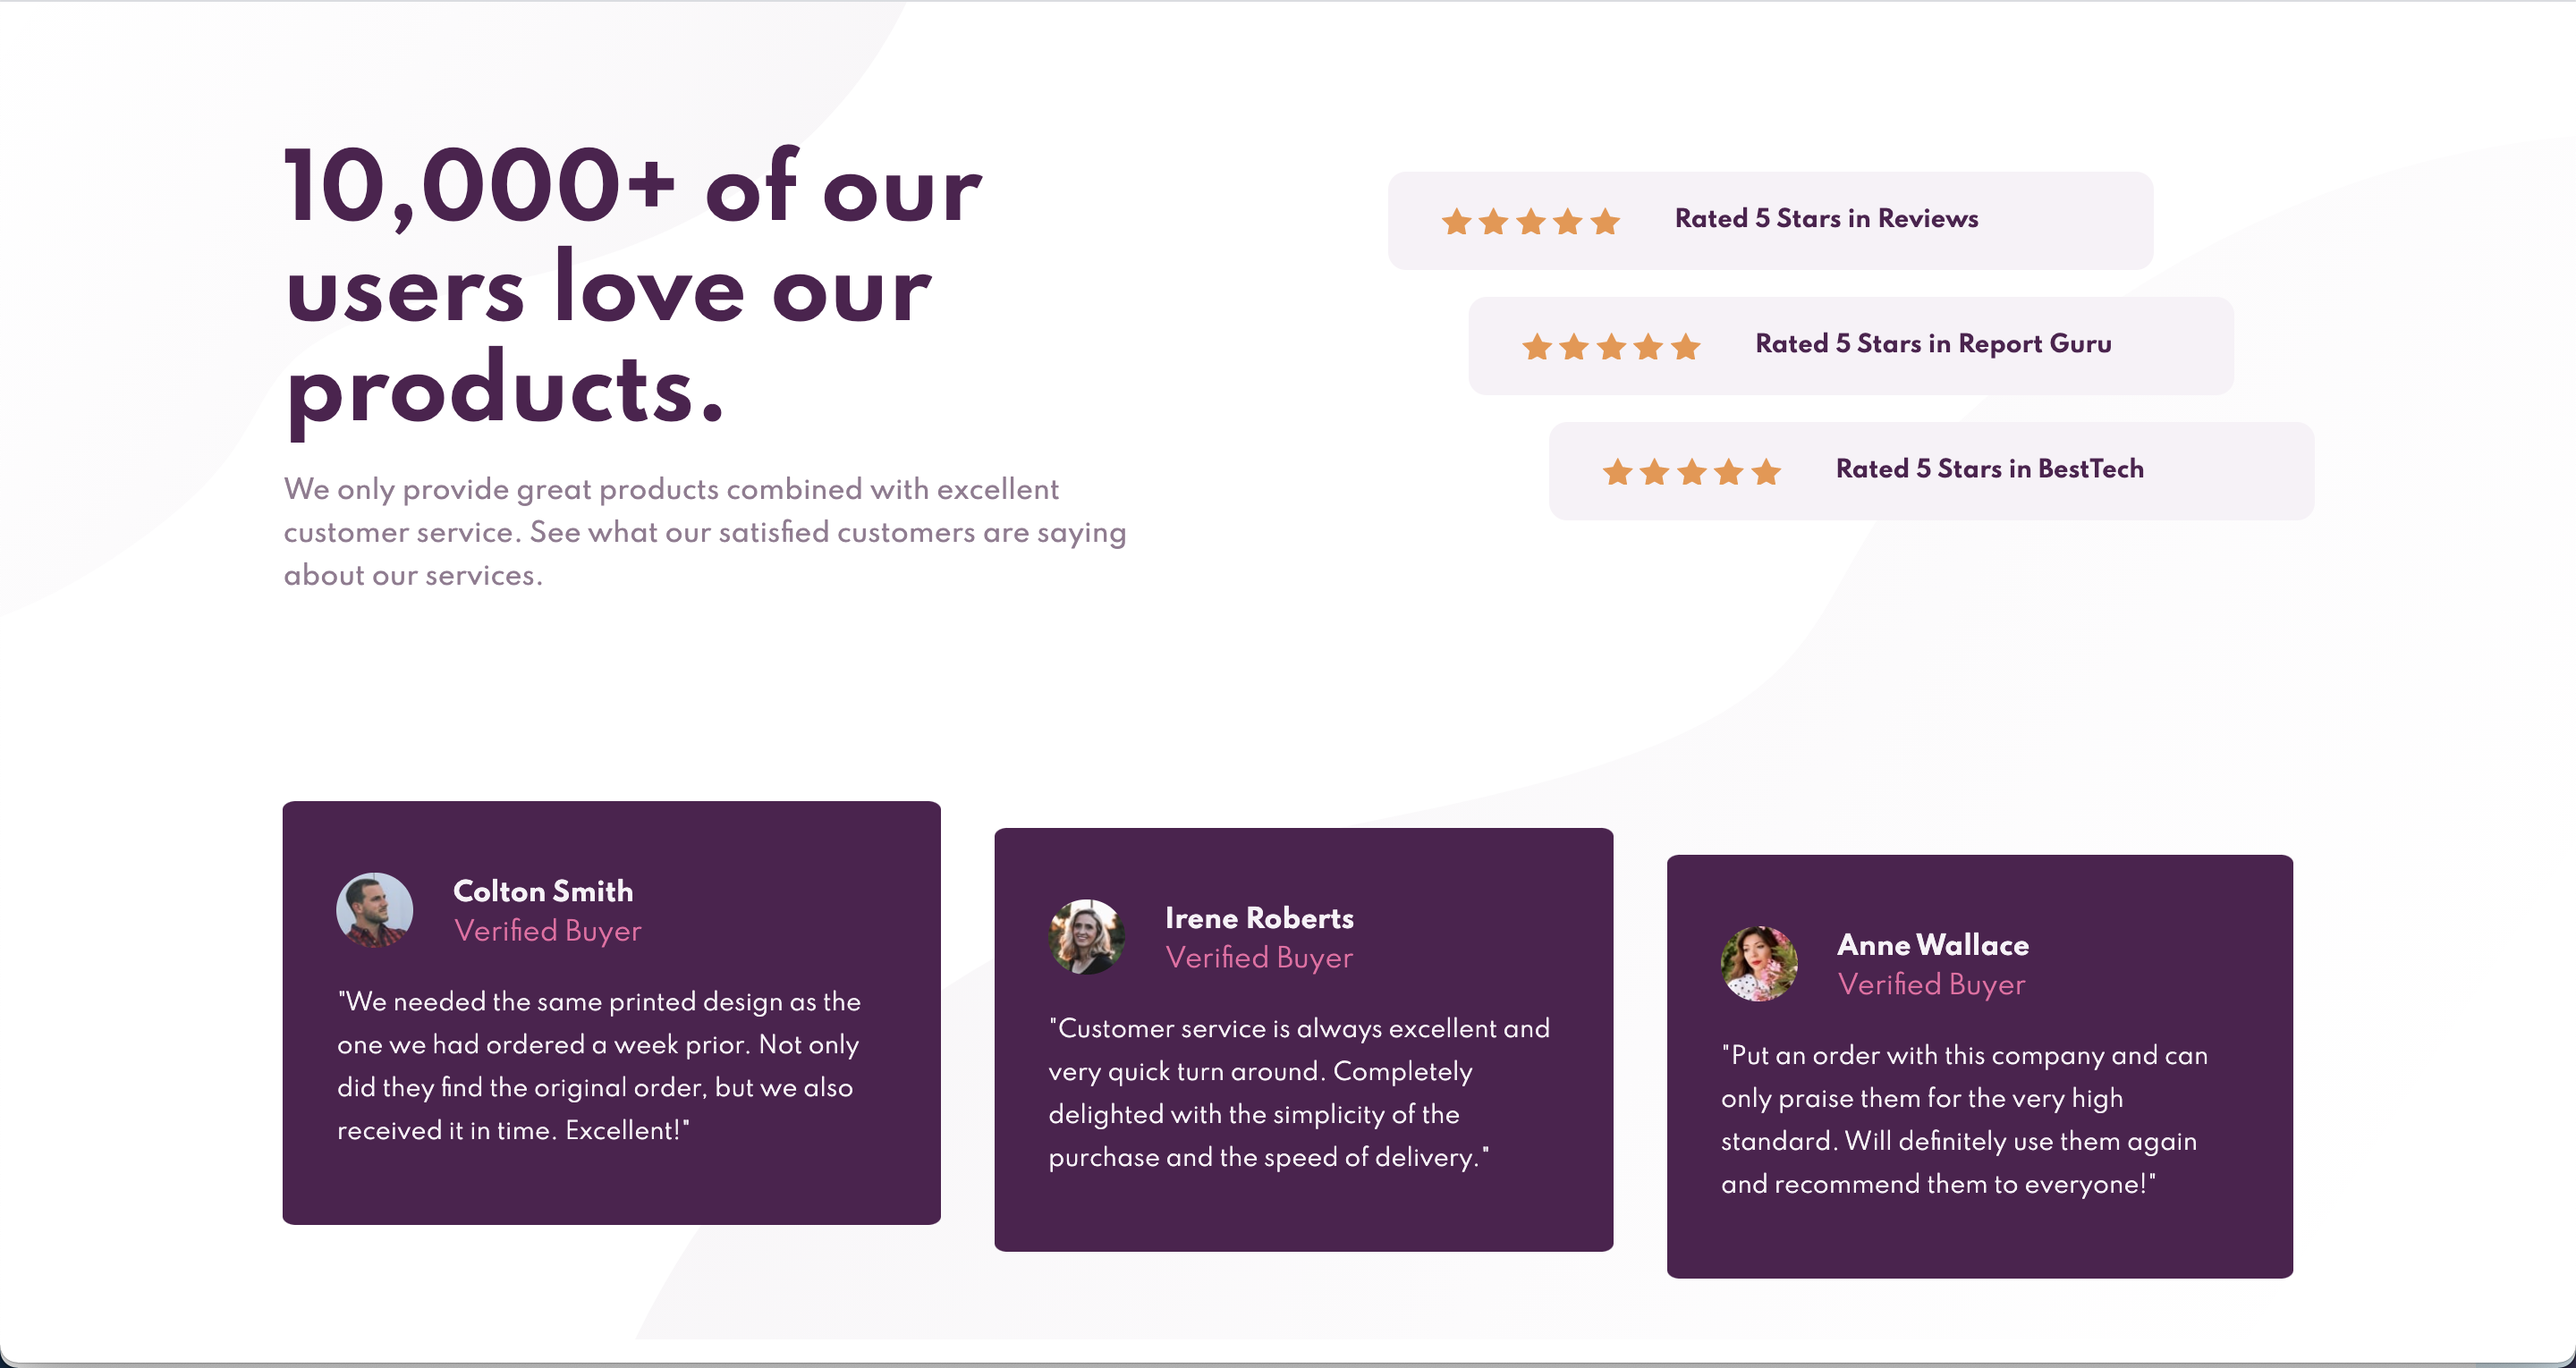 10,000+ of our
users love our
products.
We only provide great products combined with excellent
customer service. See what our satisfied customers are saying
about our services.
Rated 5 Stars in Reviews
Rated 5 Stars in Report Guru
Rated 5 Stars in BestTech
Colton Smith
Verified Buyer
"We needed the same printed design as the
one we had ordered a week prior. Not only
did they find the original order, but we also
received it in time. Excellent!"
Irene Roberts
Verified Buyer
"Customer service is always excellent and
very quick turn around. Completely
delighted with the simplicity of the
purchase and the speed of delivery."
Anne Wallace
Verified Buyer
"Put an order with this company and can
only praise them for the very high
standard. Will definitely use them again
and recommend them to everyone!"